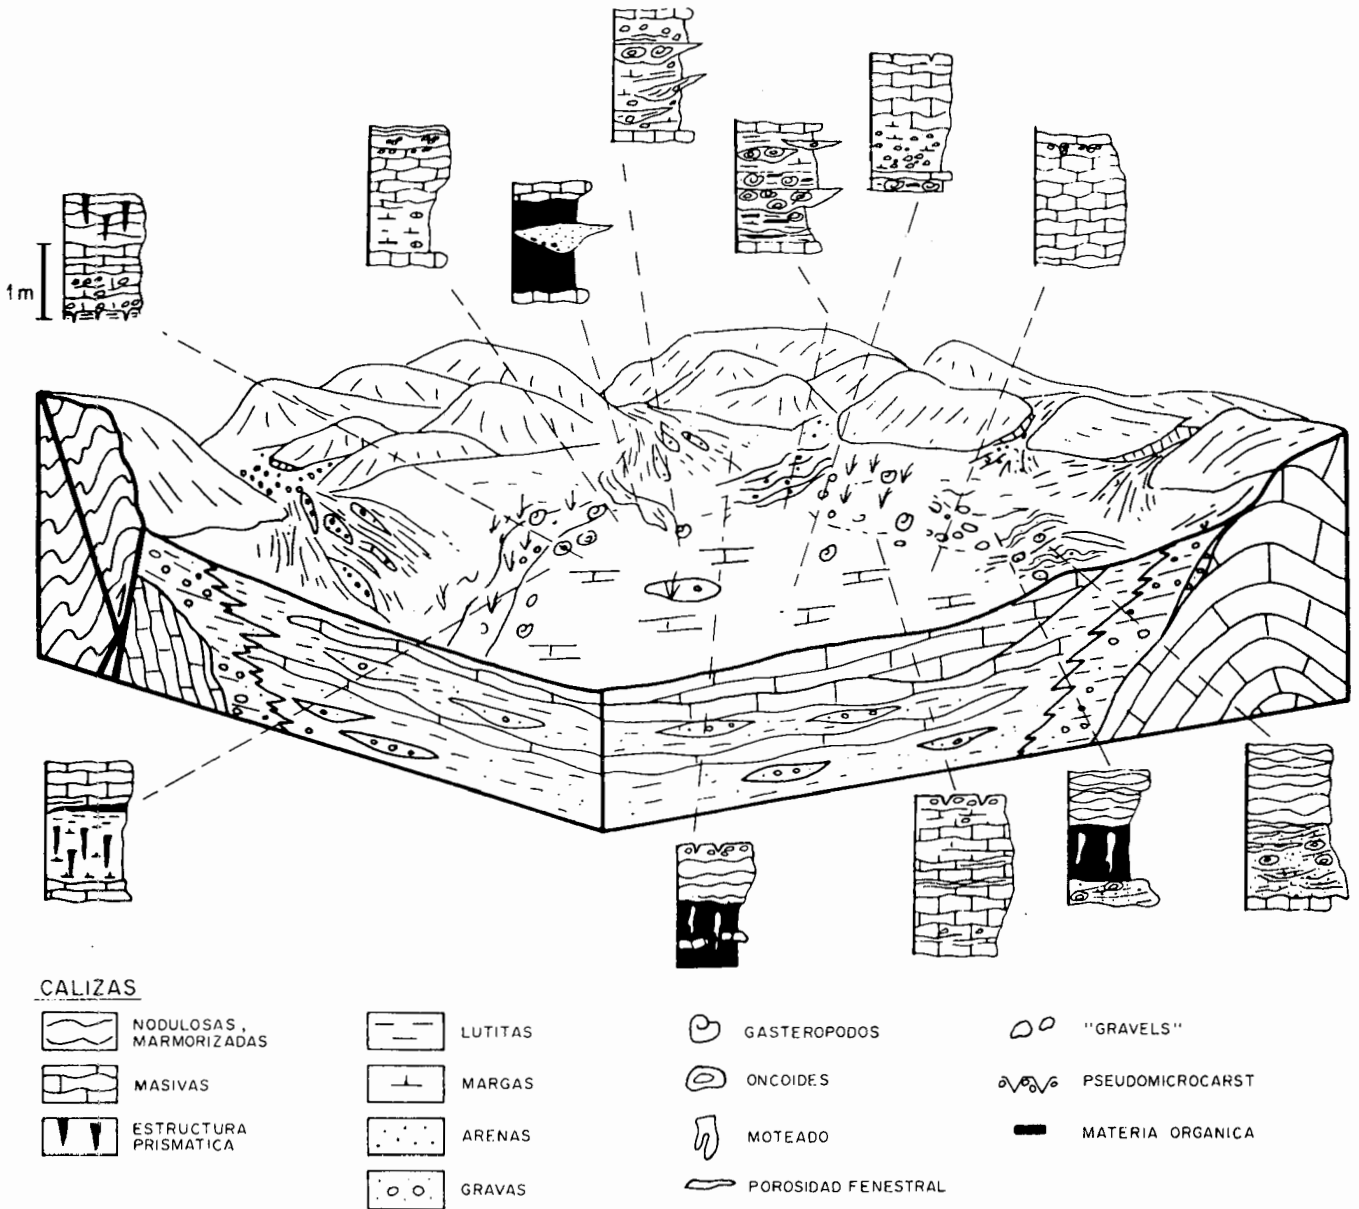 1m
CALIZAS
NODULOSAS,
MARMORIZADAS
MASIVAS
ESTRUCTURA
PRISMATICA
LUTITAS
MARGAS
ARENAS
GRAVAS
GASTEROPODOS
ONCOIDES
MOTEADO
POROSIDAD FENESTRAL
"GRAVELS"
PSEUDOMICROCARST
MATERIA ORGANICA